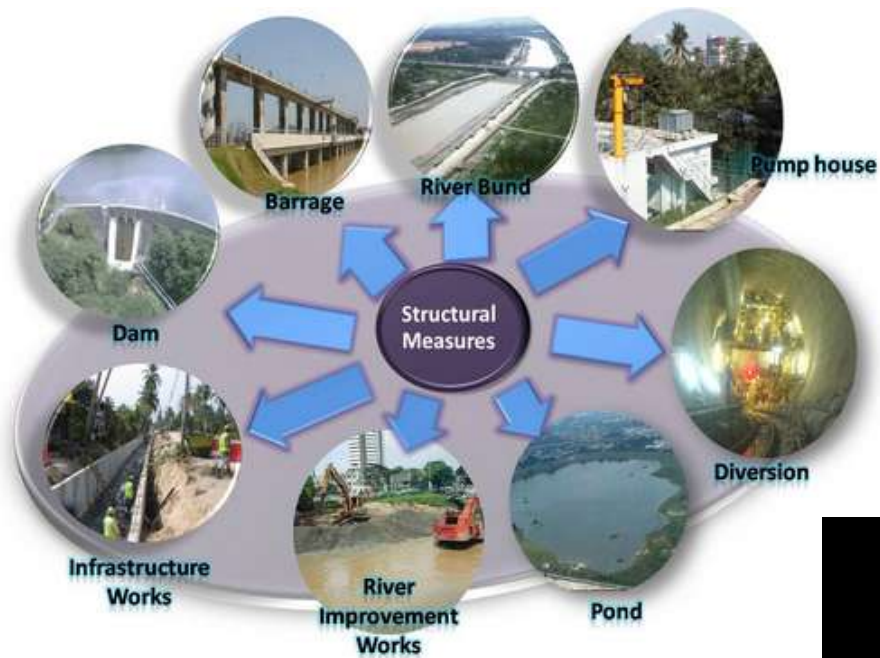 Barrage
River Bund
Pump house
Dam
Structural
Measures
Diversion
Infrastructure
Works
River
Improvement
Works
Pond